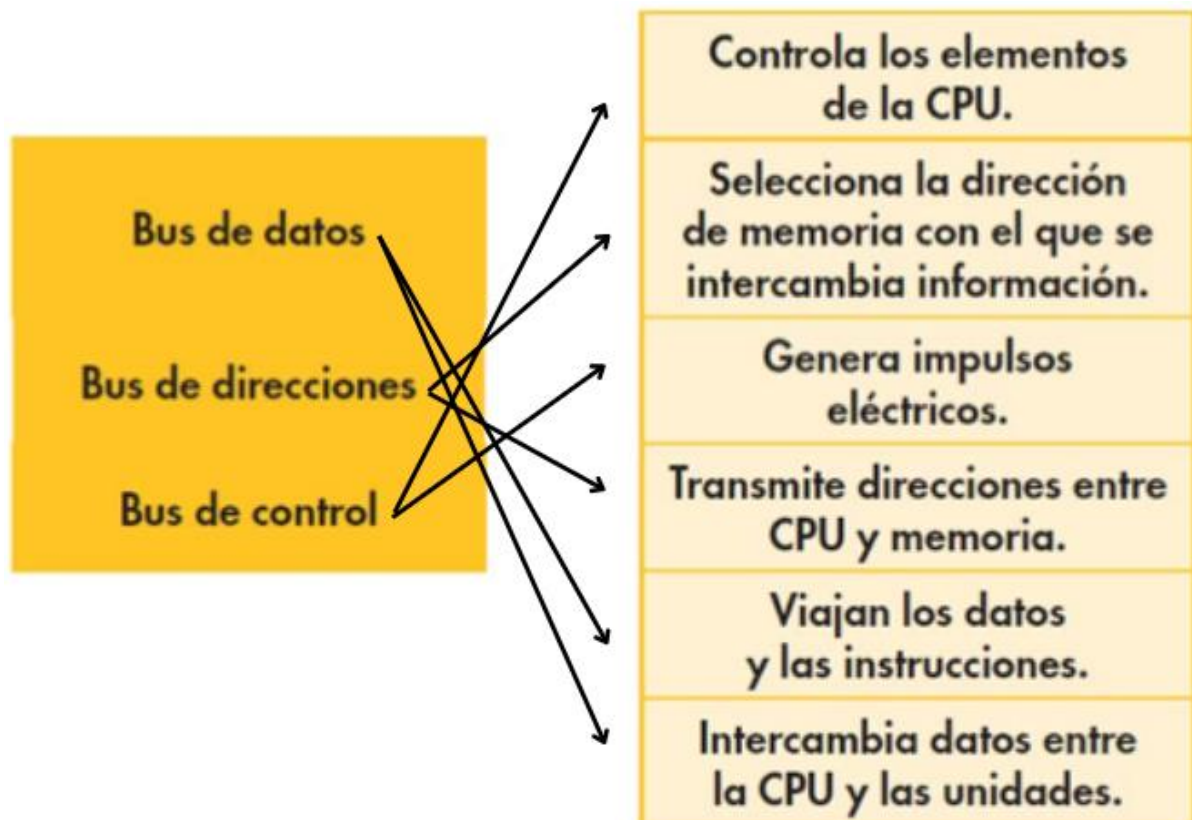 Bus de datos
Bus de direcciones
Bus de control
Controla los elementos
de la CPU.
Selecciona la dirección
de memoria con el que se
intercambia información.
Genera impulsos
eléctricos.
Transmite direcciones entre
CPU y memoria.
Viajan los datos
y las instrucciones.
Intercambia datos entre
la CPU y las unidades.